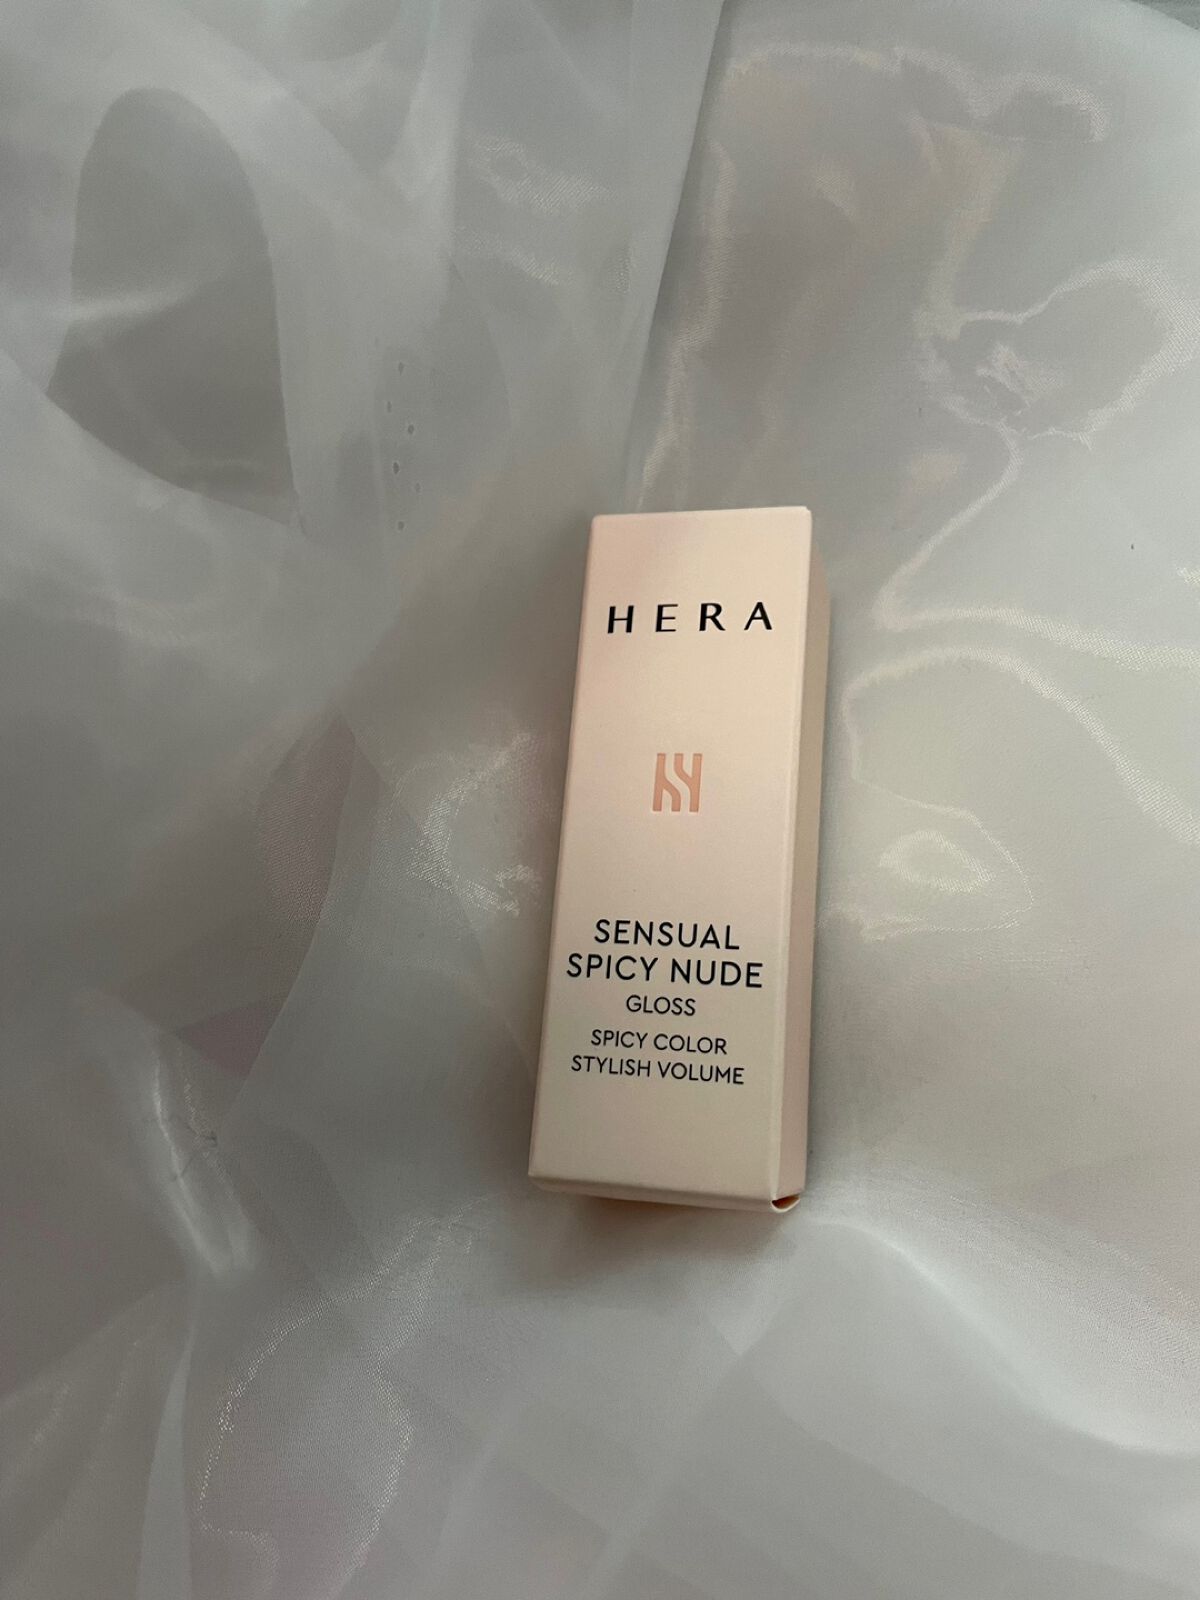 HERA
SENSUAL
SPICY NUDE
GLOSS
SPICY COLOR
STYLISH VOLUME